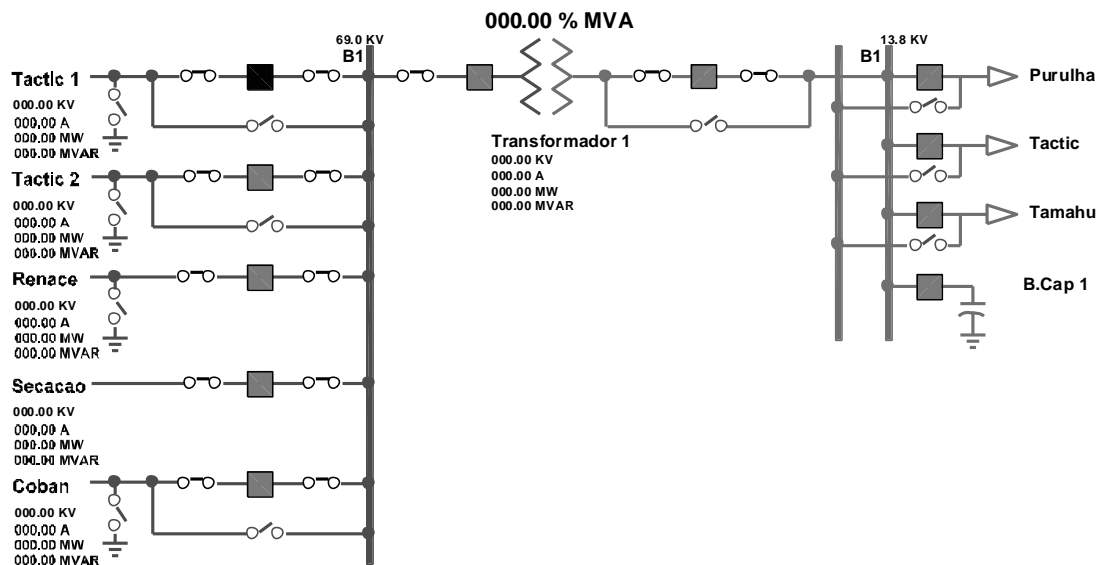 000.00 % MVA
69.0 KV
B1
13.8 KV
B1
Tactic 1
000.00 KV
000.00 A
000.00 MW
000.00 MVAR
Tactic 2
000.00 KV
000.00 A
000.00 MW
000.00 MVAR
Renace
000.00 KV
000.00 A
000.00 MW
000.00 MVAR
Secacao
000.00 KV
000.00 A
000.00 MW
000.00 MVAR
Coban
000.00 KV
000.00 A
000.00 MW
000.00 MVAR
Transformador 1
000.00 KV
000.00 A
000.00 MW
000.00 MVAR
Purulha
Tactic
Tamahu
B.Cap 1